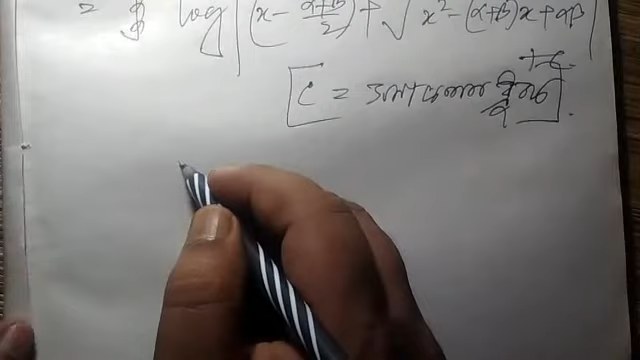 = log |(x - (α+β)/2) + √x² - (α+β)x + αβ|
+ C
[C = সমাকলন ধ্রুবক].